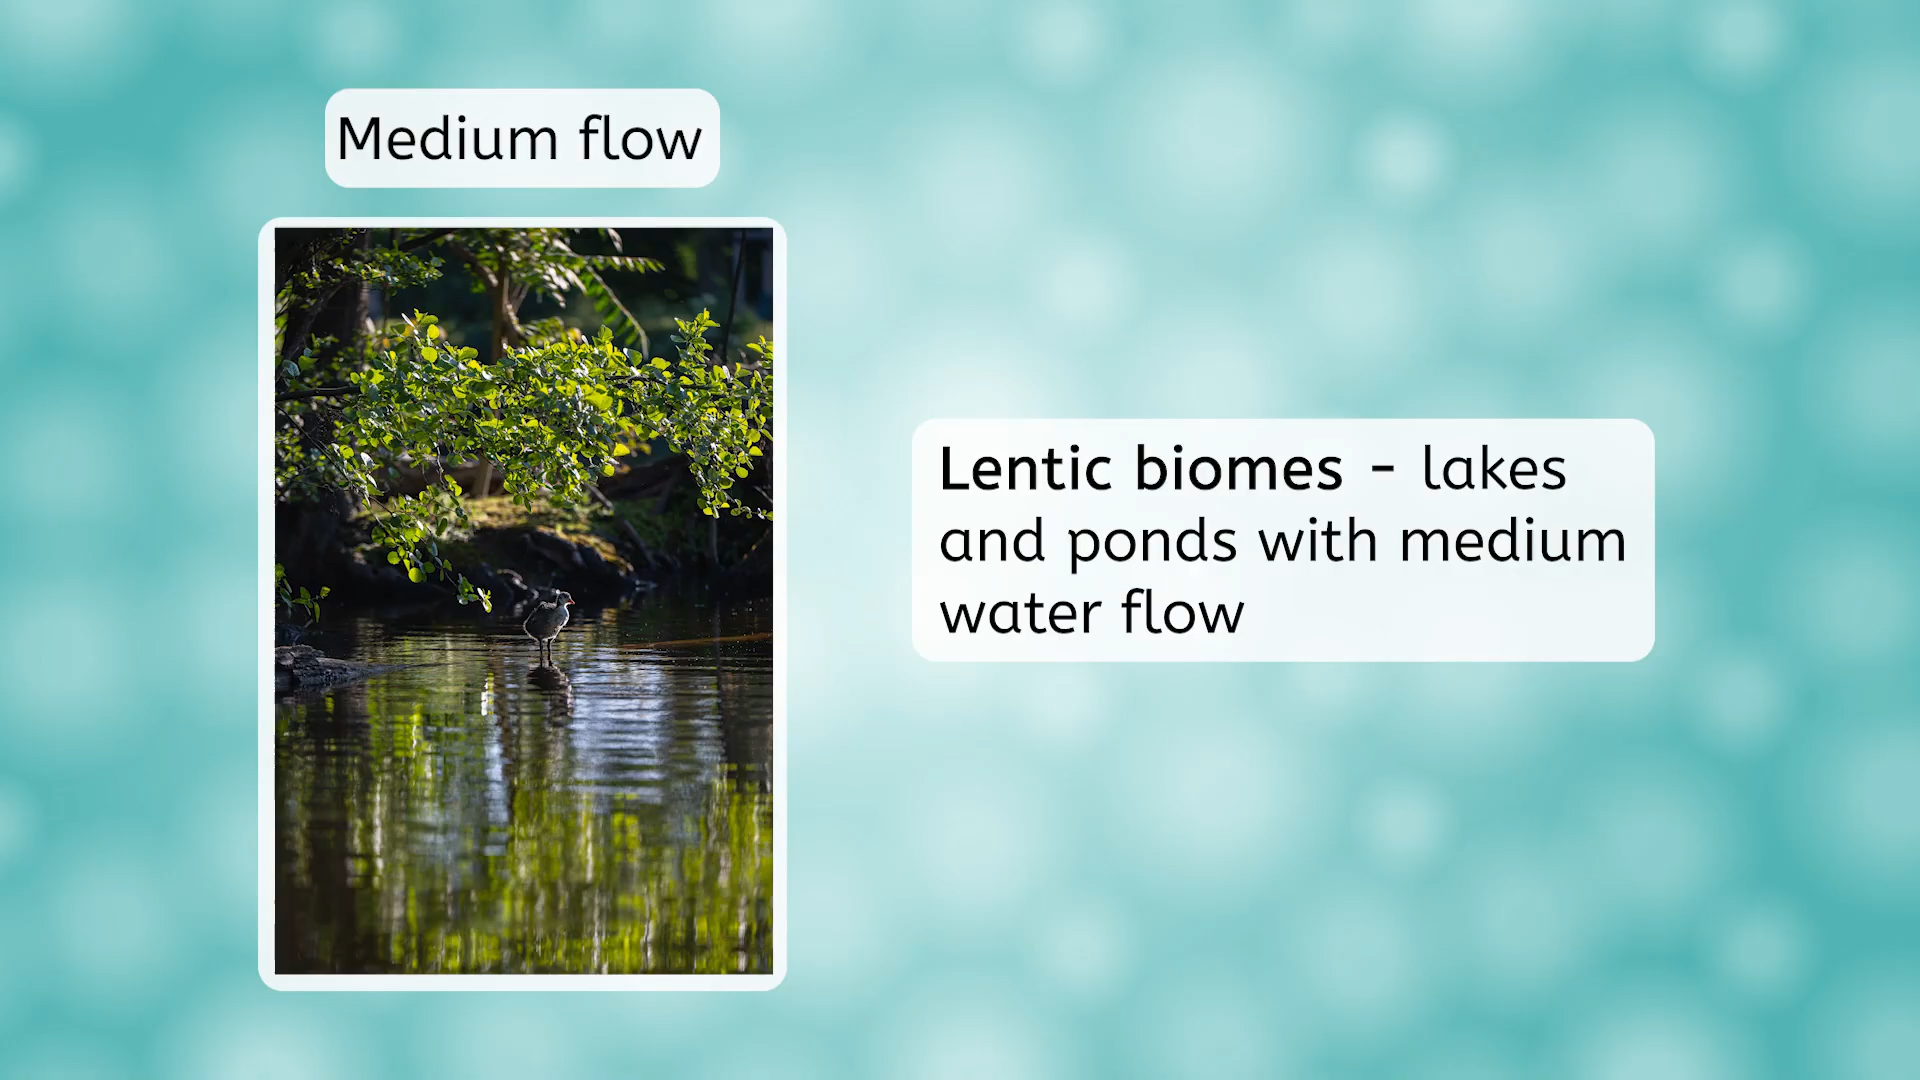 Medium flow
Lentic biomes - lakes
and ponds with medium
water flow